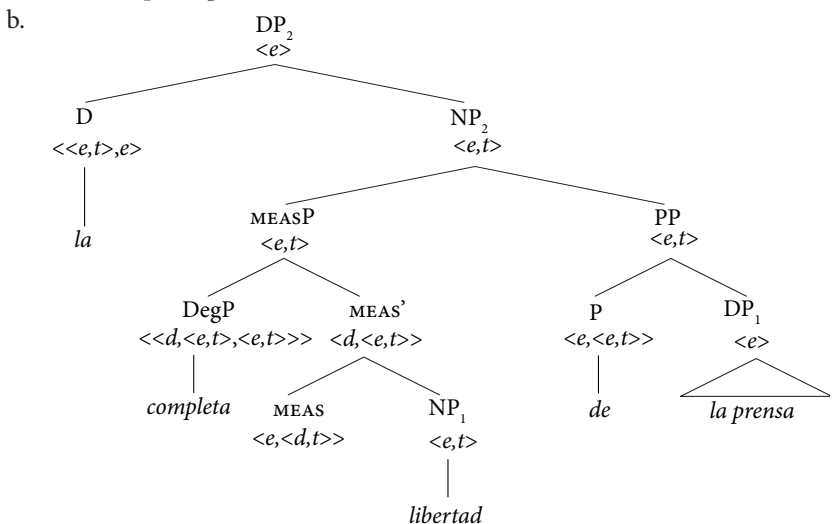 b.
DP₂
<e>
D
NP₂
<<e,t>,e>
<e,t>
la
MEASP
PP
<e,t>
<e,t>
DegP
MEAS’
P
DP₁
<<d,<e,t>,<e,t>>>
<d,<e,t>>
<e,<e,t>>
<e>
completa
MEAS
NP₁
de
la prensa
<e,<d,t>>
<e,t>
libertad